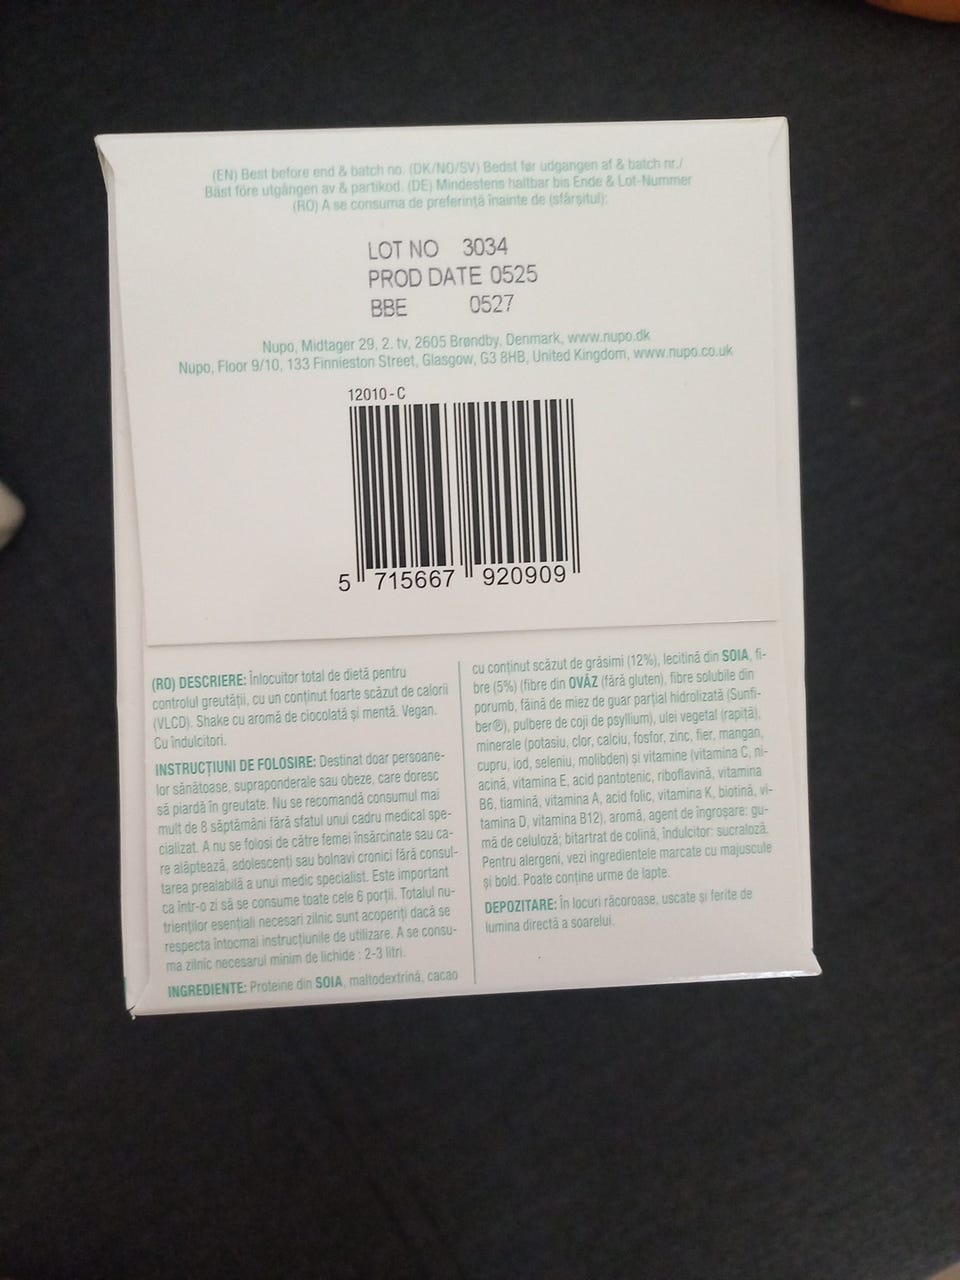 (EN) Best before end & batch no. (DK/NO/SV) Bedst før udgangen af & batch nr./
Bäst före utgången av & partikod. (DE) Mindestens haltbar bis Ende & Lot-Nummer
(RO) A se consuma de preferință înainte de (sfârșitul):
LOT NO 3034
PROD DATE 0525
BBE 0527
Nupo, Midtager 29, 2. tv, 2605 Brøndby, Denmark, www.nupo.dk
Nupo, Floor 9/10, 133 Finnieston Street, Glasgow, G3 8HB, United Kingdom, www.nupo.co.uk
12010-C
5 715667 920909
(RO) DESCRIERE: Înlocuitor total de dietă pentru
controlul greutății, cu un conținut foarte scăzut de calorii
(VLCD). Shake cu aromă de ciocolată și mentă. Vegan.
Cu îndulcitori.
INSTRUCȚIUNI DE FOLOSIRE: Destinat doar persoane-
lor sănătoase, supraponderale sau obeze, care doresc
să piardă în greutate. Nu se recomandă consumul mai
mult de 8 săptămâni fără sfatul unui cadru medical spe-
cializat. A nu se folosi de către femei însărcinate sau ca-
re alăptează, adolescenți sau bolnavi cronici fără consul-
tarea prealabilă a unui medic specialist. Este important
ca într-o zi să se consume toate cele 6 porții. Totalul nu-
trienților esențiali necesari zilnic sunt acoperiți dacă se
respecta întocmai instrucțiunile de utilizare. A se consu-
ma zilnic necesarul minim de lichide : 2-3 litri.
INGREDIENTE: Proteine din SOIA, maltodextrină, cacao
cu conținut scăzut de grăsimi (12%), lecitină din SOIA, fi-
bre (5%) (fibre din OVĂZ (fără gluten), fibre solubile din
porumb, făină de miez de guar parțial hidrolizată (Sunfi-
ber®), pulbere de coji de psyllium), ulei vegetal (rapiță),
minerale (potasiu, clor, calciu, fosfor, zinc, fier, mangan,
cupru, iod, seleniu, molibden) și vitamine (vitamina C, ni-
acină, vitamina E, acid pantotenic, riboflavină, vitamina
B6, tiamină, vitamina A, acid folic, vitamina K, biotină, vi-
tamina D, vitamina B12), aromă, agent de îngroșare: gu-
mă de celuloză; bitartrat de colină, îndulcitor: sucraloză.
Pentru alergeni, vezi ingredientele marcate cu majuscule
și bold. Poate conține urme de lapte.
DEPOZITARE: În locuri răcoroase, uscate și ferite de
lumina directă a soarelui.